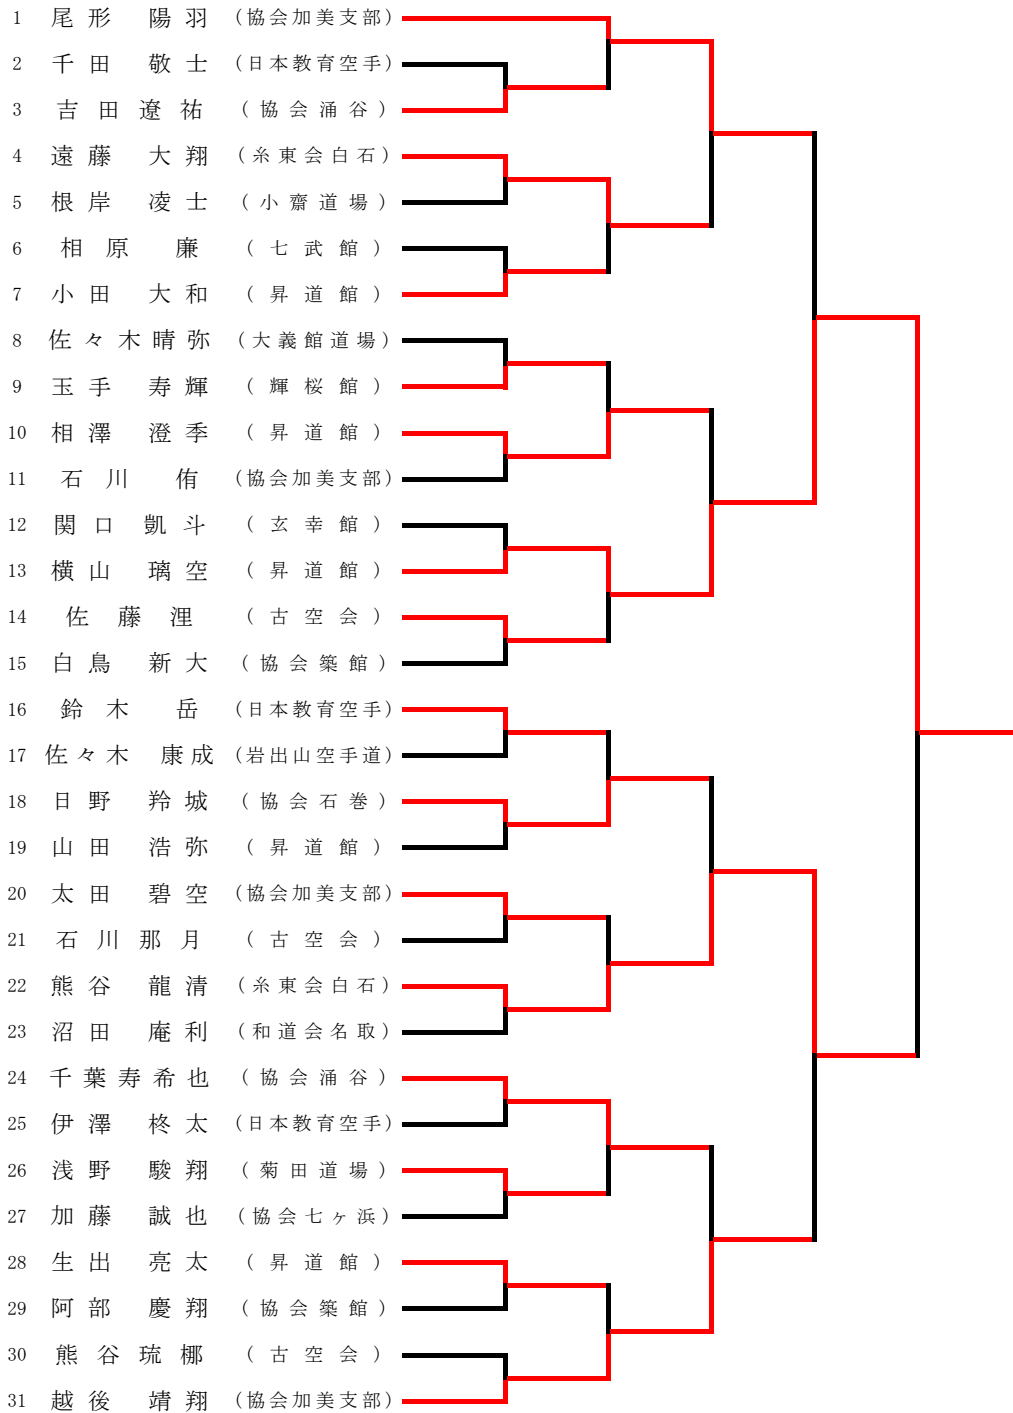 1 尾形 陽羽 (協会加美支部)
2 千田 敬士 (日本教育空手)
3 吉田遼祐 (協会涌谷)
4 遠藤 大翔 (糸東会白石)
5 根岸 凌士 (小齋道場)
6 相原 廉 (七武館)
7 小田 大和 (昇道館)
8 佐々木晴弥 (大義館道場)
9 玉手 寿輝 (輝桜館)
10 相澤 澄季 (昇道館)
11 石川 侑 (協会加美支部)
12 関口 凱斗 (玄幸館)
13 横山 璃空 (昇道館)
14 佐藤浬 (古空会)
15 白鳥 新大 (協会築館)
16 鈴木 岳 (日本教育空手)
17 佐々木 康成 (岩出山空手道)
18 日野 羚城 (協会石巻)
19 山田 浩弥 (昇道館)
20 太田 碧空 (協会加美支部)
21 石川那月 (古空会)
22 熊谷 龍清 (糸東会白石)
23 沼田 庵利 (和道会名取)
24 千葉寿希也 (協会涌谷)
25 伊澤 柊太 (日本教育空手)
26 浅野 駿翔 (菊田道場)
27 加藤 誠也 (協会七ヶ浜)
28 生出 亮太 (昇道館)
29 阿部 慶翔 (協会築館)
30 熊谷琉梛 (古空会)
31 越後 靖翔 (協会加美支部)